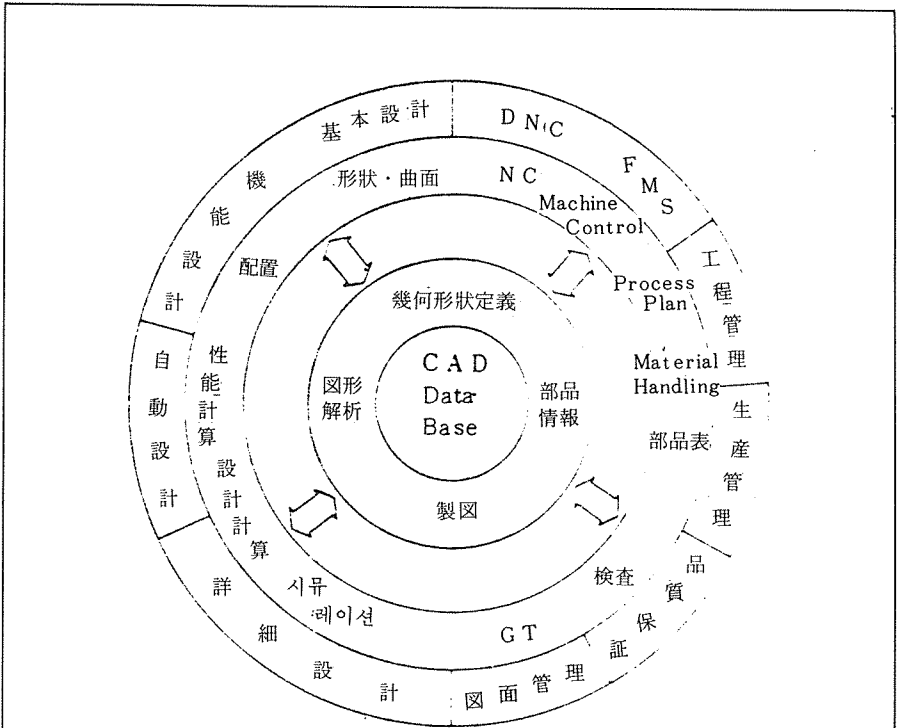 基本設計
機能設計
自動設計
詳細設計
DNC
FMS
工程管理
生産管理
品質保証
図面管理
形狀・曲面
配置
性能計算
設計計算
시뮤
레이션
NC
Machine
Control
Process
Plan
Material
Handling
部品表
検査
GT
幾何形狀定義
図形
解析
部品
情報
製図
CAD
Data
Base